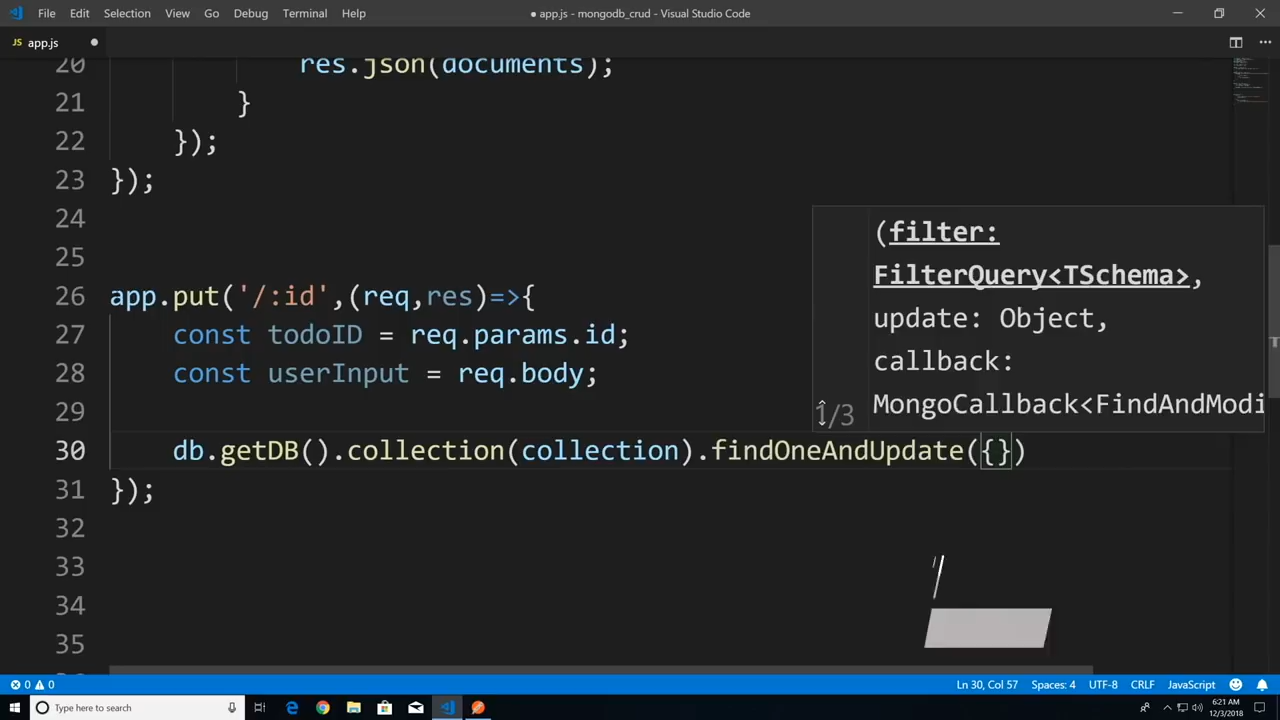 File Edit Selection View Go Debug Terminal Help
● app.js - mongodb_crud - Visual Studio Code
JS app.js ●
20 res.json(documents);
21 }
22 });
23 });
24
25
26 app.put('/:id',(req,res)=>{
27 const todoID = req.params.id;
28 const userInput = req.body;
29
30 db.getDB().collection(collection).findOneAndUpdate({})
31 });
32
33
34
35
(filter:
FilterQuery<TSchema>,
update: Object,
callback:
1/3 MongoCallback<FindAndModi
0 0 Ln 30, Col 57 Spaces: 4 UTF-8 CRLF JavaScript
Type here to search
6:21 AM
12/3/2018